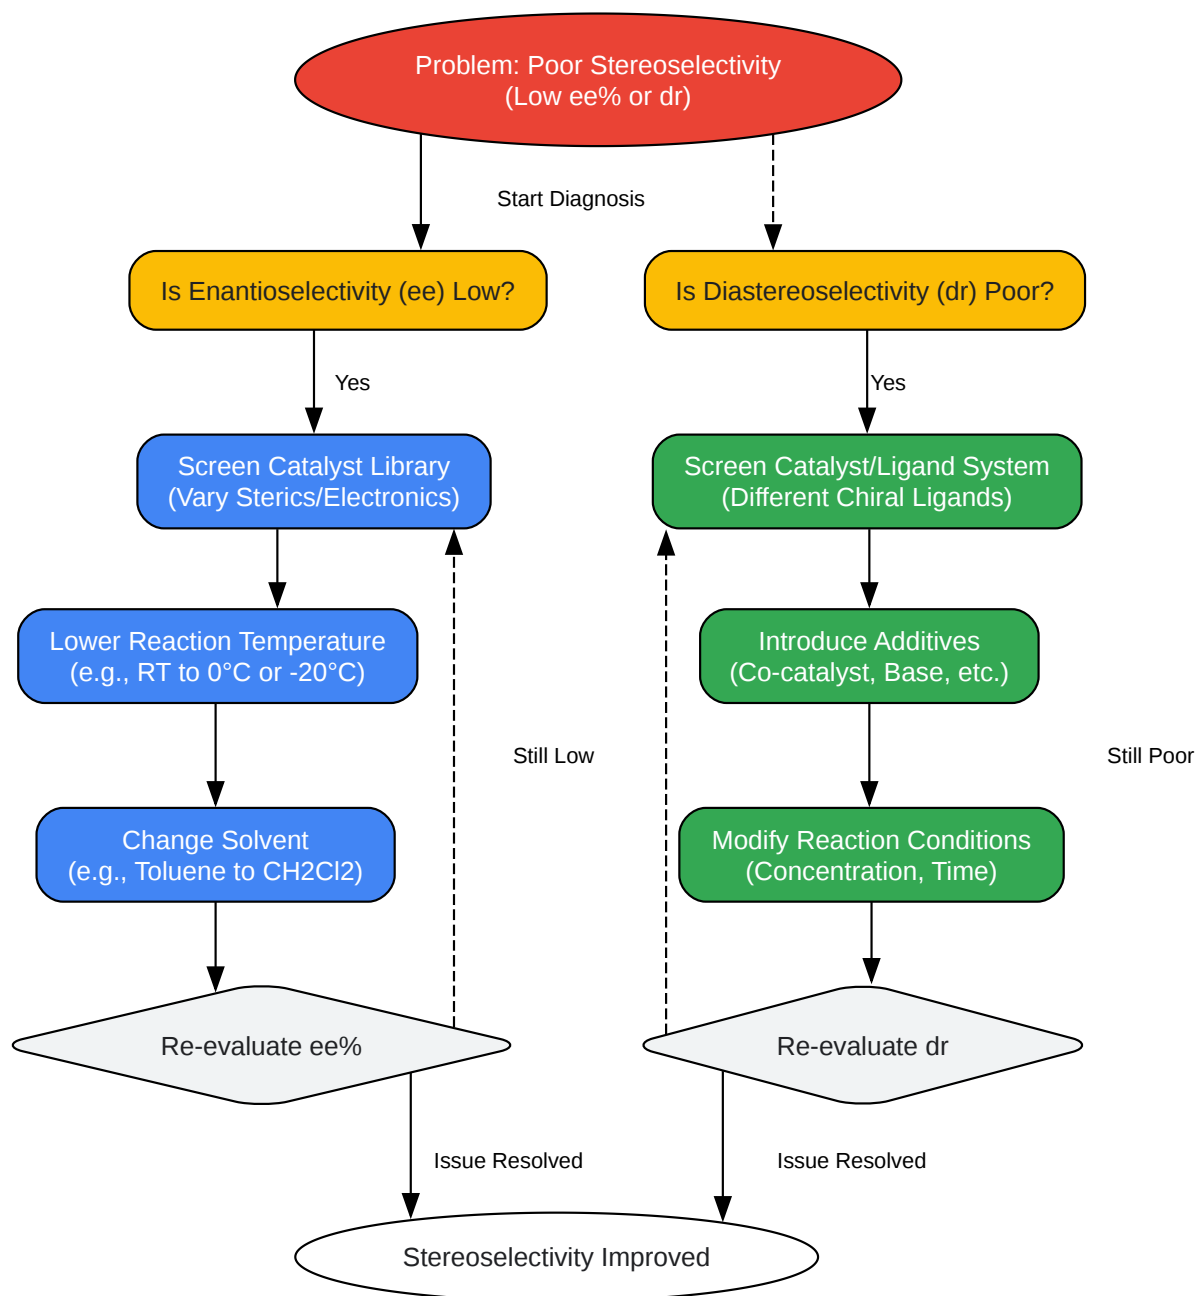 Problem: Poor Stereoselectivity
(Low ee% or dr)
Start Diagnosis
Is Enantioselectivity (ee) Low?
Is Diastereoselectivity (dr) Poor?
Yes
Yes
Screen Catalyst Library
(Vary Sterics/Electronics)
Screen Catalyst/Ligand System
(Different Chiral Ligands)
Lower Reaction Temperature
(e.g., RT to 0°C or -20°C)
Introduce Additives
(Co-catalyst, Base, etc.)
Still Low
Still Poor
Change Solvent
(e.g., Toluene to CH2Cl2)
Modify Reaction Conditions
(Concentration, Time)
Re-evaluate ee%
Re-evaluate dr
Issue Resolved
Issue Resolved
Stereoselectivity Improved